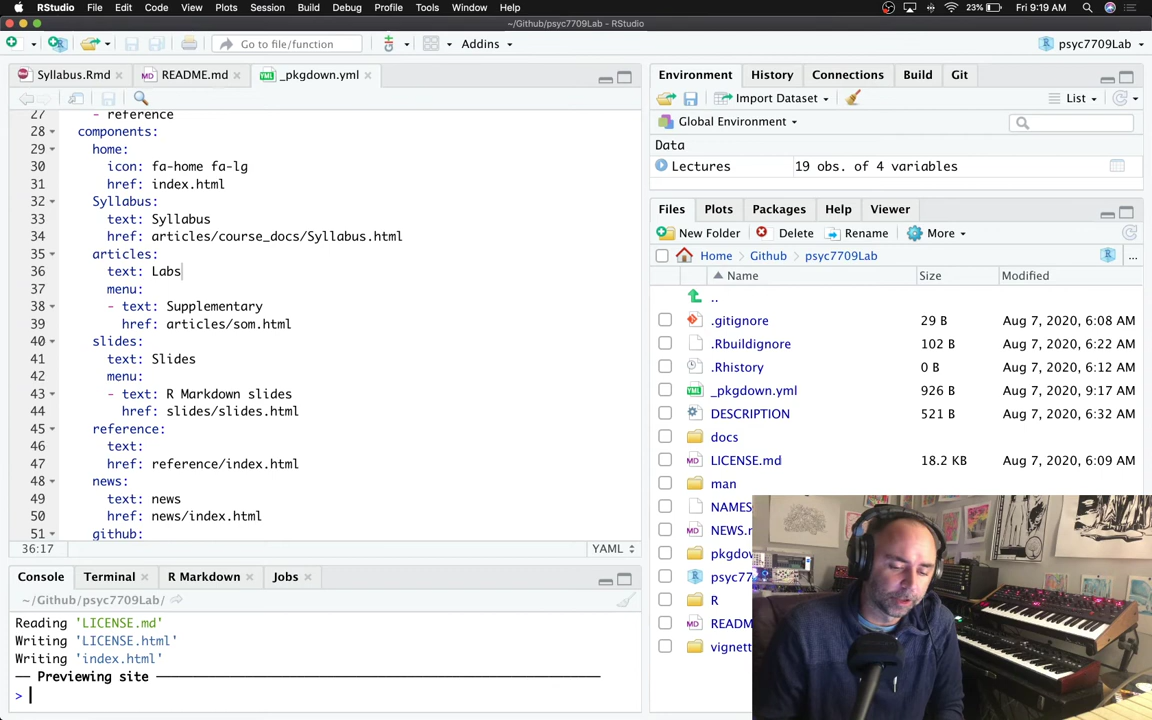 RStudio File Edit Code View Plots Session Build Debug Profile Tools Window Help 23% Fri 9:19 AM
~/Github/psyc7709Lab - RStudio
Go to file/function Addins psyc7709Lab
Syllabus.Rmd README.md _pkgdown.yml
Environment History Connections Build Git
Import Dataset List
Global Environment
Data
Lectures 19 obs. of 4 variables
27 - reference
28 components:
29 home:
30 icon: fa-home fa-lg
31 href: index.html
32 Syllabus:
33 text: Syllabus
34 href: articles/course_docs/Syllabus.html
35 articles:
36 text: Labs
37 menu:
38 - text: Supplementary
39 href: articles/som.html
40 slides:
41 text: Slides
42 menu:
43 - text: R Markdown slides
44 href: slides/slides.html
45 reference:
46 text:
47 href: reference/index.html
48 news:
49 text: news
50 href: news/index.html
51 github:
36:17 YAML
Files Plots Packages Help Viewer
New Folder Delete Rename More
Home Github psyc7709Lab ...
Name Size Modified
..
.gitignore 29 B Aug 7, 2020, 6:08 AM
.Rbuildignore 102 B Aug 7, 2020, 6:22 AM
.Rhistory 0 B Aug 7, 2020, 6:12 AM
_pkgdown.yml 926 B Aug 7, 2020, 9:17 AM
DESCRIPTION 521 B Aug 7, 2020, 6:32 AM
docs
LICENSE.md 18.2 KB Aug 7, 2020, 6:09 AM
man
NAMES
NEWS.r
pkgdow
psyc77
R
READM
vignett
Console Terminal R Markdown Jobs
~/Github/psyc7709Lab/
Reading 'LICENSE.md'
Writing 'LICENSE.html'
Writing 'index.html'
── Previewing site ──
>